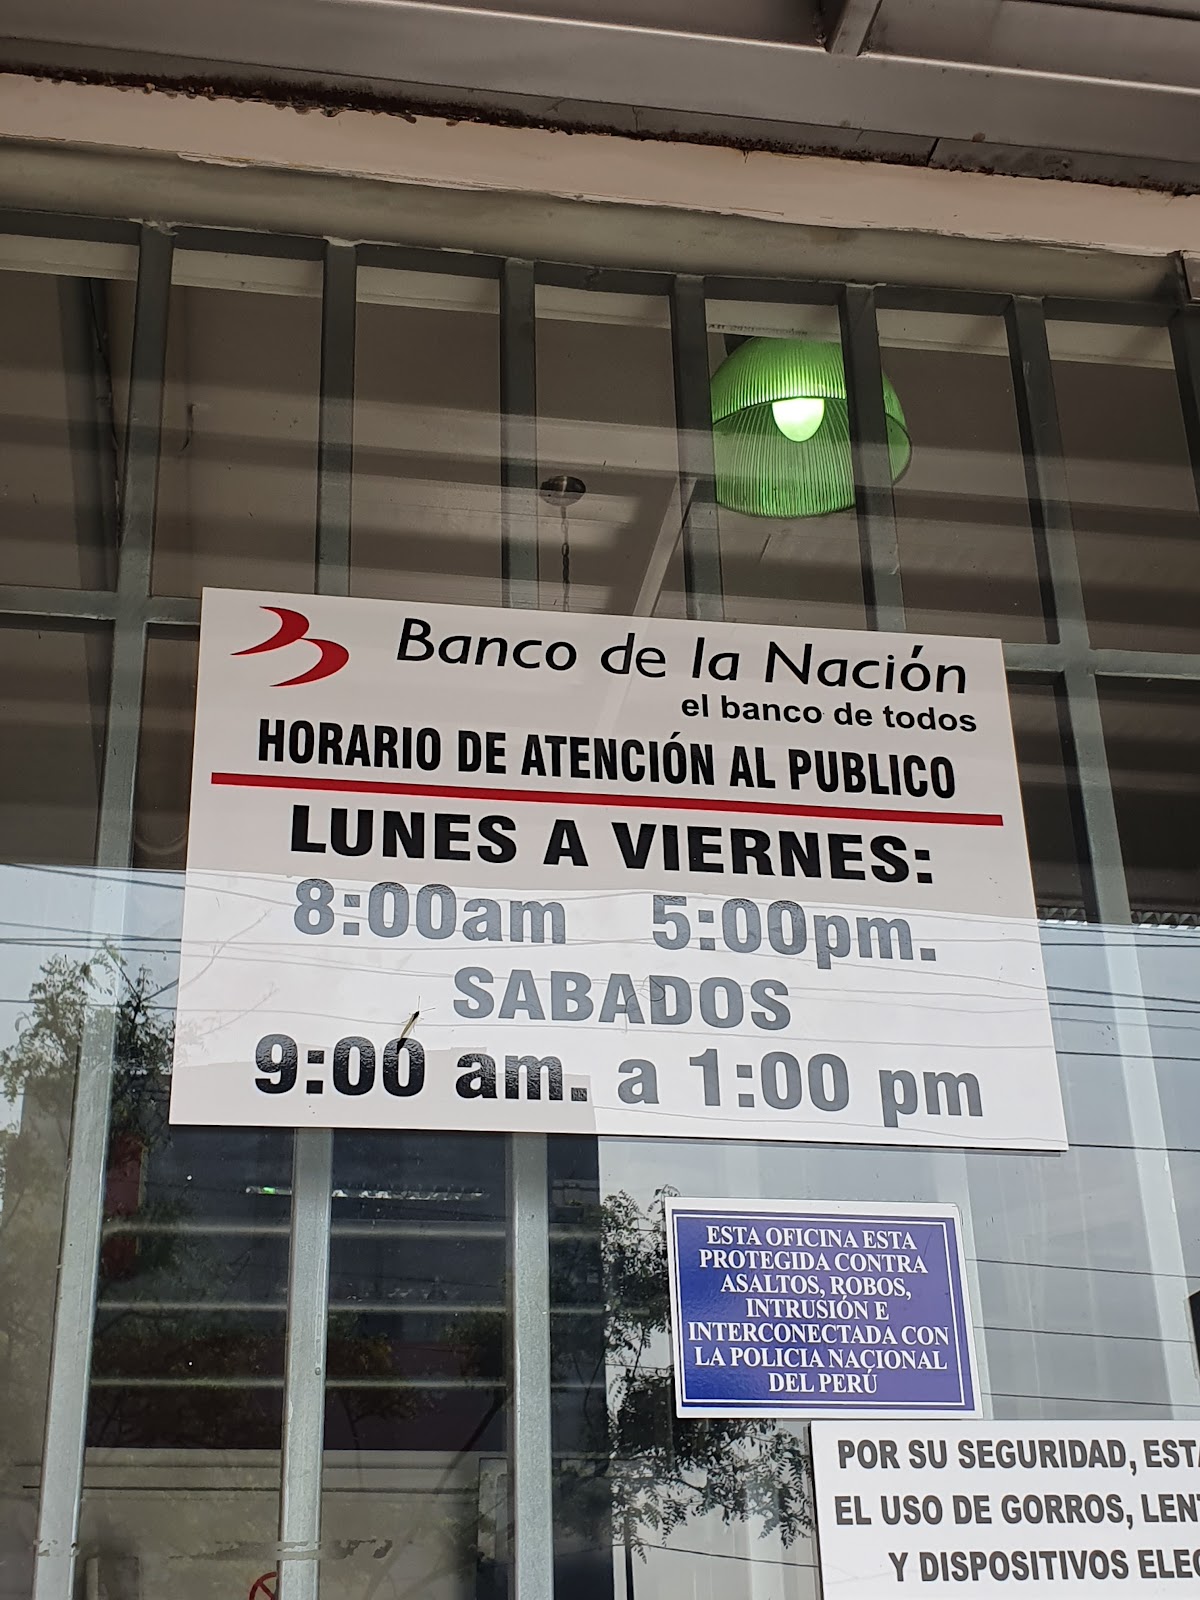 Banco de la Nación
el banco de todos
HORARIO DE ATENCIÓN AL PUBLICO
LUNES A VIERNES:
8:00am 5:00pm.
SABADOS
9:00 am. a 1:00 pm
ESTA OFICINA ESTA
PROTEGIDA CONTRA
ASALTOS, ROBOS,
INTRUSIÓN E
INTERCONECTADA CON
LA POLICIA NACIONAL
DEL PERÚ
POR SU SEGURIDAD,
EL USO DE GORROS,
Y DISPOSITIVOS